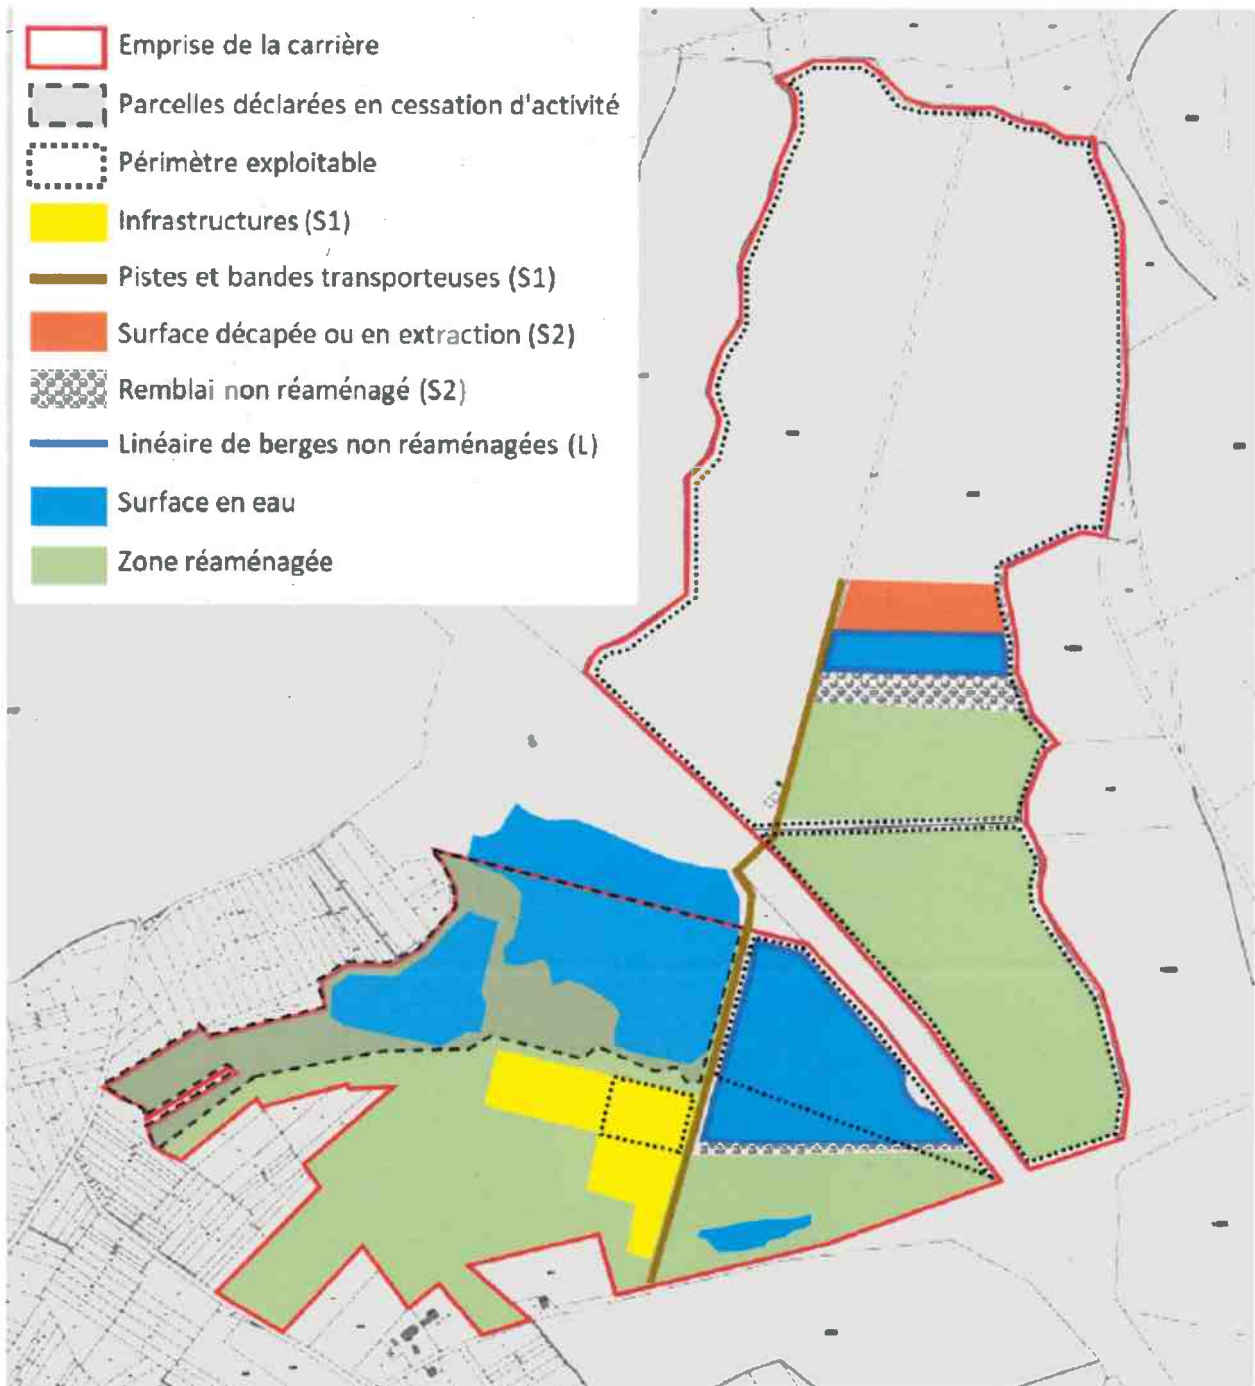 Emprise de la carrière
Parcelles déclarées en cessation d'activité
Périmètre exploitable
Infrastructures (S1)
Pistes et bandes transporteuses (S1)
Surface décapée ou en extraction (S2)
Remblai non réaménagé (S2)
Linéaire de berges non réaménagées (L)
Surface en eau
Zone réaménagée